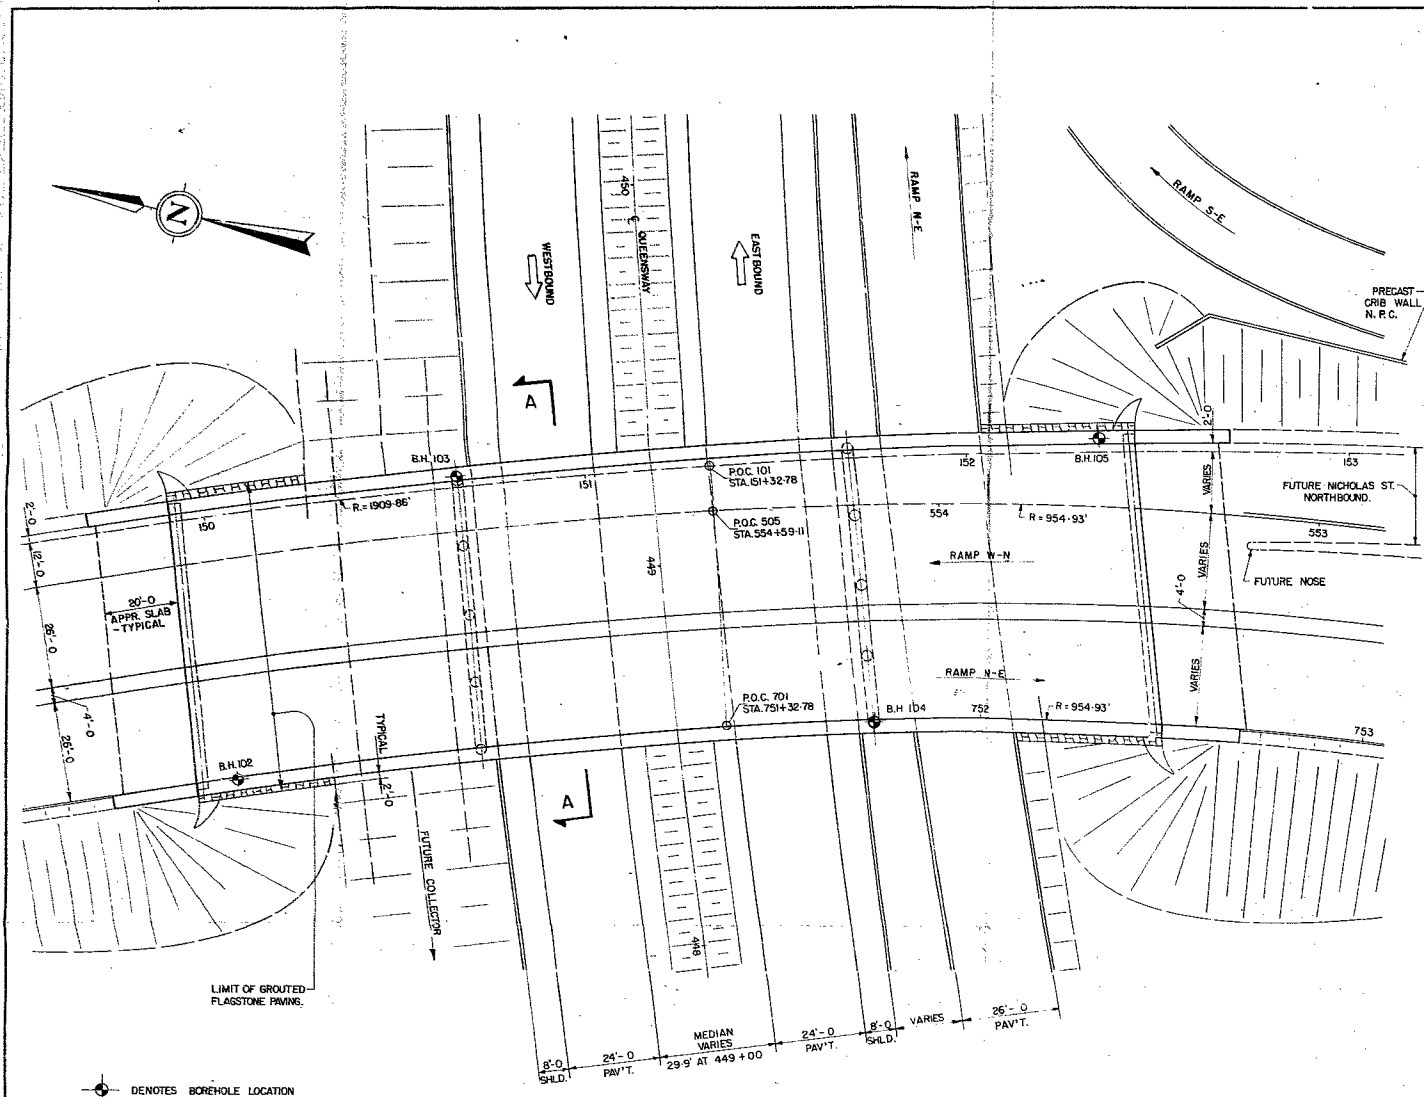 N
WESTBOUND
450
℄ QUEENSWAY
EASTBOUND
RAMP N-E
RAMP S-E
PRECAST
CRIB WALL
N.P.C.
A
B.H. 103
P.O.C. 101
STA. 151+32.78
152
B.H. 105
2'-0
153
FUTURE NICHOLAS ST.
NORTHBOUND.
2'-0
150
R.= 1909.86'
151
P.O.C. 505
STA. 554+59.11
554
R = 954.93'
VARIES
553
12'-0
449
RAMP W-N
VARIES
FUTURE NOSE
4'-0
20'-0
APPR. SLAB
- TYPICAL
26'-0
RAMP N-E
VARIES
4'-0
P.O.C. 701
STA. 751+32.78
B.H 104
752
R = 954.93'
753
26'-0
TYPICAL
B.H. 102
2'-0
A
FUTURE COLLECTOR
448
LIMIT OF GROUTED
FLAGSTONE PAVING.
8'-0
SHLD.
24'-0
PAV'T.
MEDIAN
VARIES
29.9' AT 449 + 00
24'-0
PAV'T.
8'-0
SHLD.
VARIES
26'-0
PAV'T.
DENOTES BOREHOLE LOCATION